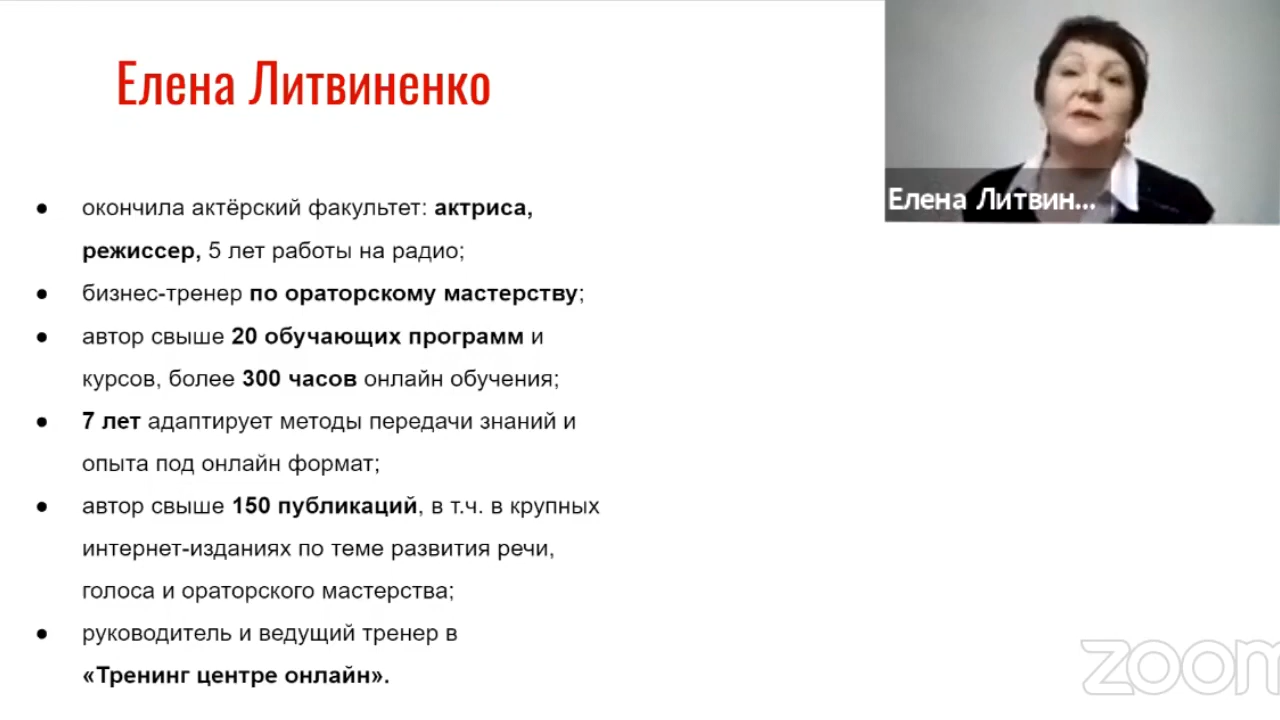 Елена Литвиненко
Елена Литвин...
● окончила актёрский факультет: актриса,
режиссер, 5 лет работы на радио;
● бизнес-тренер по ораторскому мастерству;
● автор свыше 20 обучающих программ и
курсов, более 300 часов онлайн обучения;
● 7 лет адаптирует методы передачи знаний и
опыта под онлайн формат;
● автор свыше 150 публикаций, в т.ч. в крупных
интернет-изданиях по теме развития речи,
голоса и ораторского мастерства;
● руководитель и ведущий тренер в
«Тренинг центре онлайн».
zoom